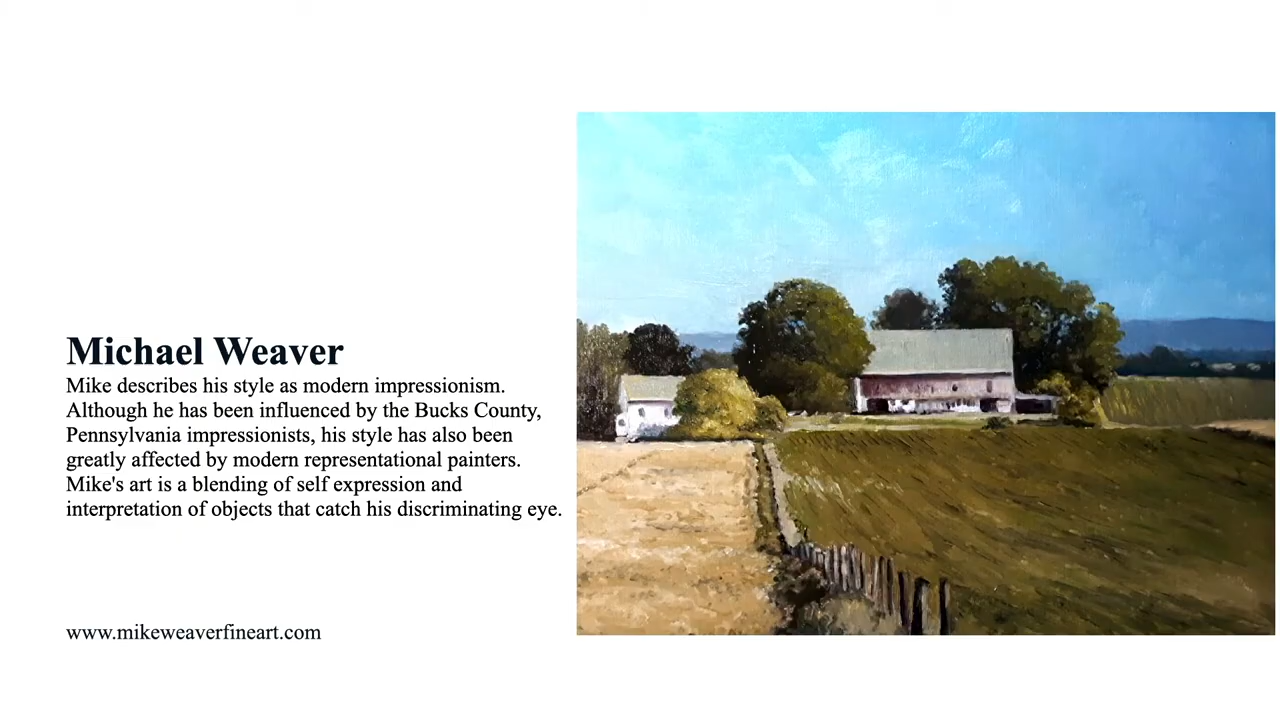 Michael Weaver
Mike describes his style as modern impressionism.
Although he has been influenced by the Bucks County,
Pennsylvania impressionists, his style has also been
greatly affected by modern representational painters.
Mike's art is a blending of self expression and
interpretation of objects that catch his discriminating eye.
www.mikeweaverfineart.com